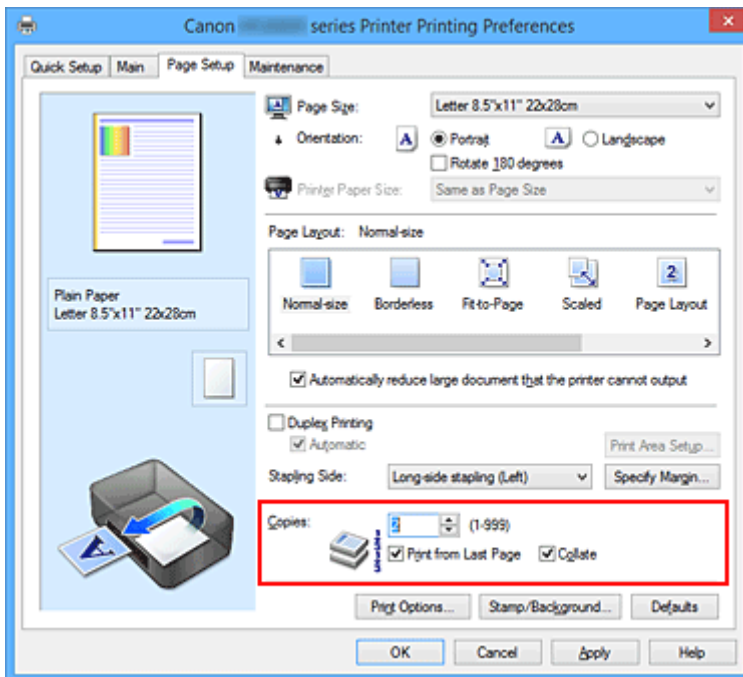 Canon series Printer Printing Preferences
Quick Setup Main Page Setup Maintenance
Page Size: Letter 8.5"x11" 22x28cm
Orientation: A Portrait A Landscape
Rotate 180 degrees
Printer Paper Size: Same as Page Size
Page Layout: Normal-size
2
Normal-size Borderless Fit-to-Page Scaled Page Layout
Plain Paper
Letter 8.5"x11" 22x28cm
Automatically reduce large document that the printer cannot output
Duplex Printing
Automatic
Print Area Setup...
Stapling Side: Long-side stapling (Left) Specify Margin...
Copies: 2 (1-999)
Print from Last Page Collate
A
Print Options... Stamp/Background... Defaults
OK Cancel Apply Help